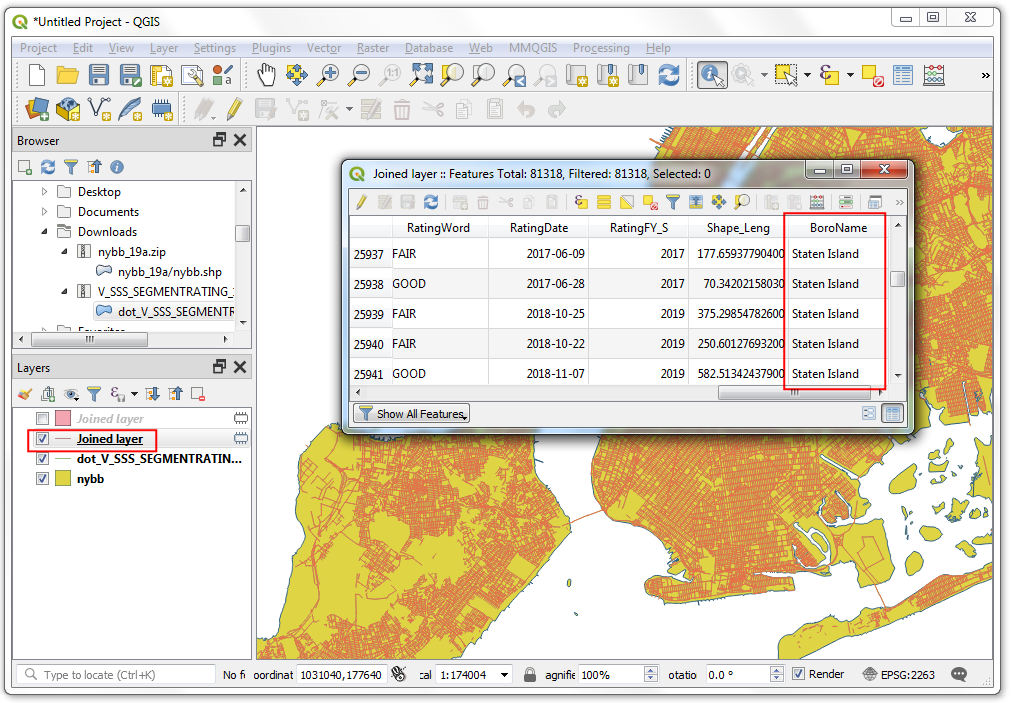 *Untitled Project - QGIS
Project Edit View Layer Settings Plugins Vector Raster Database Web MMQGIS Processing Help
»
Browser
Desktop
Documents
Downloads
nybb_19a.zip
nybb_19a/nybb.shp
V_SSS_SEGMENTRATING_
dot_V_SSS_SEGMENTR
Layers
Joined layer
Joined layer
dot_V_SSS_SEGMENTRATIN...
nybb
Joined layer :: Features Total: 81318, Filtered: 81318, Selected: 0
»
RatingWord RatingDate RatingFY_S Shape_Leng BoroName
25937 FAIR 2017-06-09 2017 177.65937790400 Staten Island
25938 GOOD 2017-06-28 2017 70.34202158030 Staten Island
25939 FAIR 2018-10-25 2019 375.29854782600 Staten Island
25940 FAIR 2018-10-22 2019 250.60127693200 Staten Island
25941 GOOD 2018-11-07 2019 582.51342437900 Staten Island
Show All Features
Type to locate (Ctrl+K) No fi oordinat 1031040,177640 cal 1:174004 agnifie 100% otatio 0.0 ° Render EPSG:2263